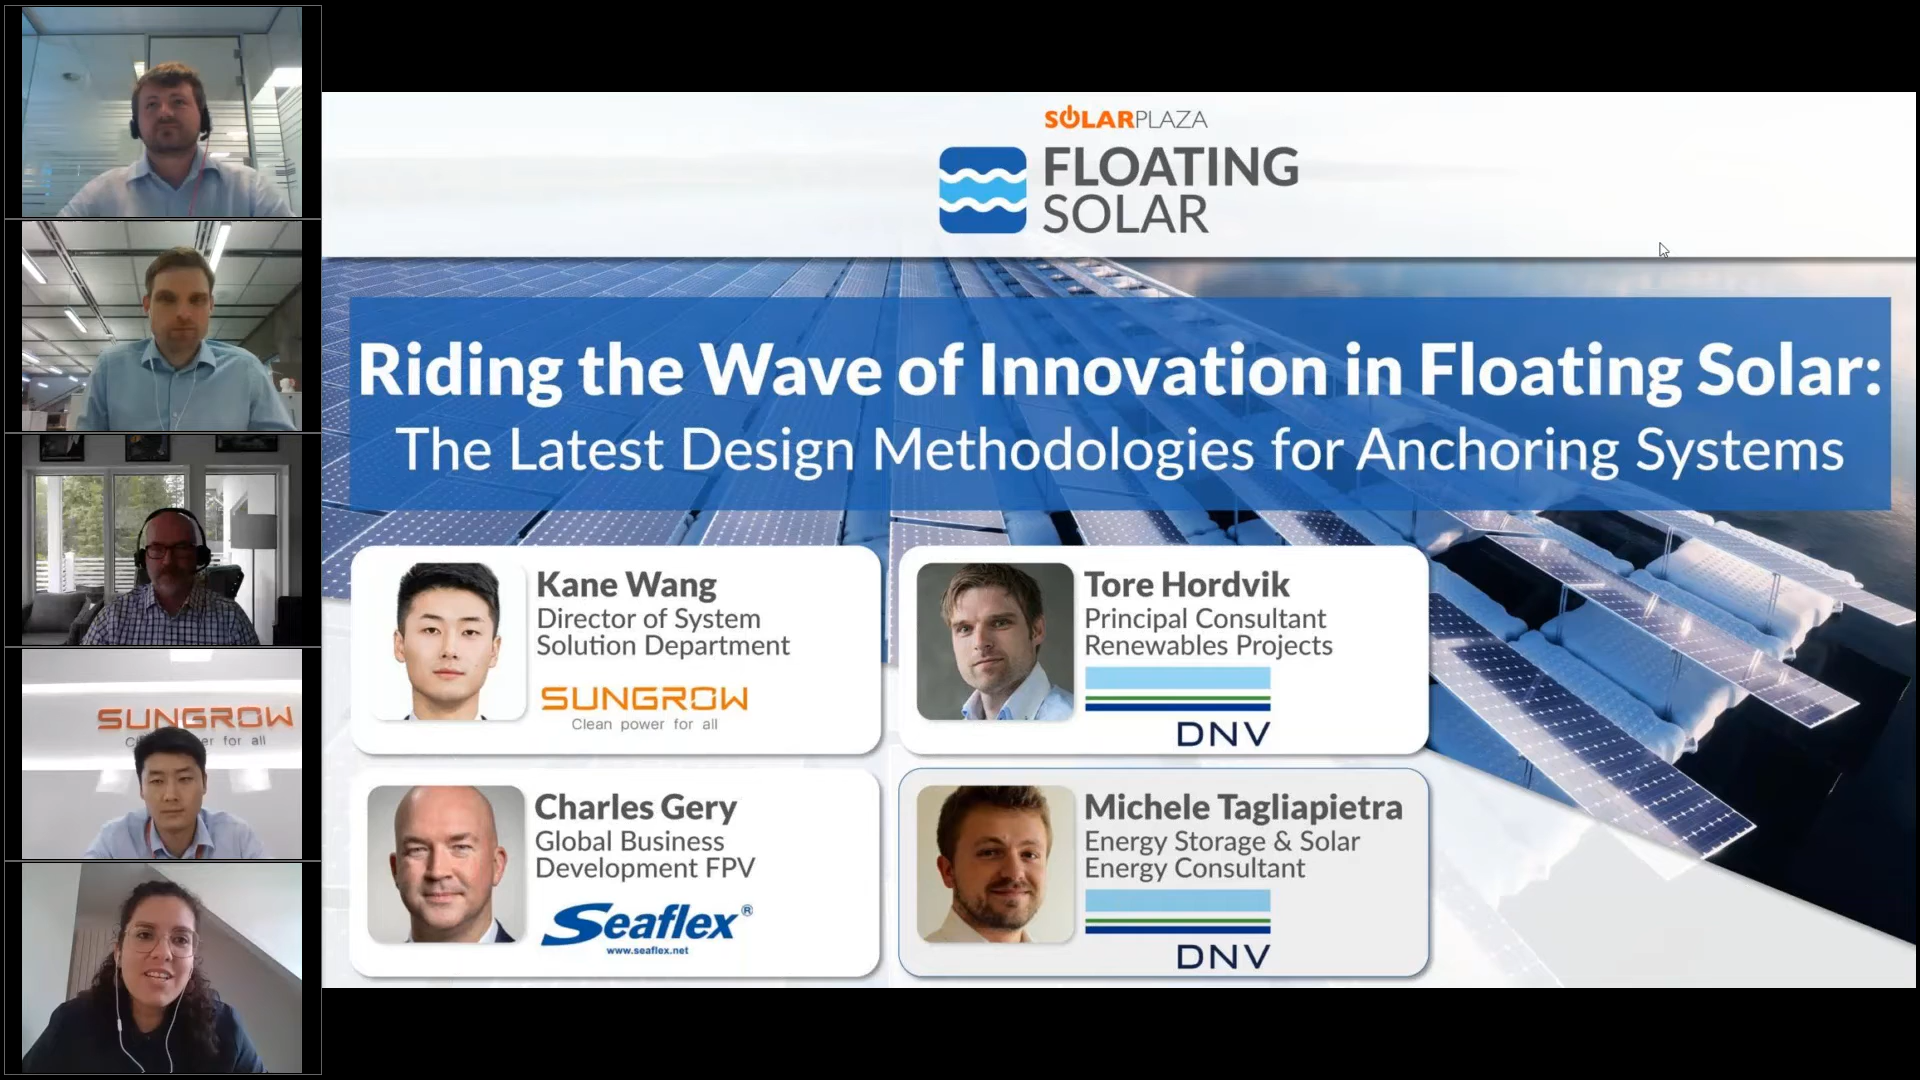 SOLARPLAZA
FLOATING
SOLAR
Riding the Wave of Innovation in Floating Solar:
The Latest Design Methodologies for Anchoring Systems
Kane Wang
Director of System
Solution Department
SUNGROW
Clean power for all
Tore Hordvik
Principal Consultant
Renewables Projects
DNV
Charles Gery
Global Business
Development FPV
Seaflex®
www.seaflex.net
Michele Tagliapietra
Energy Storage & Solar
Energy Consultant
DNV
SUNGROW
er for all